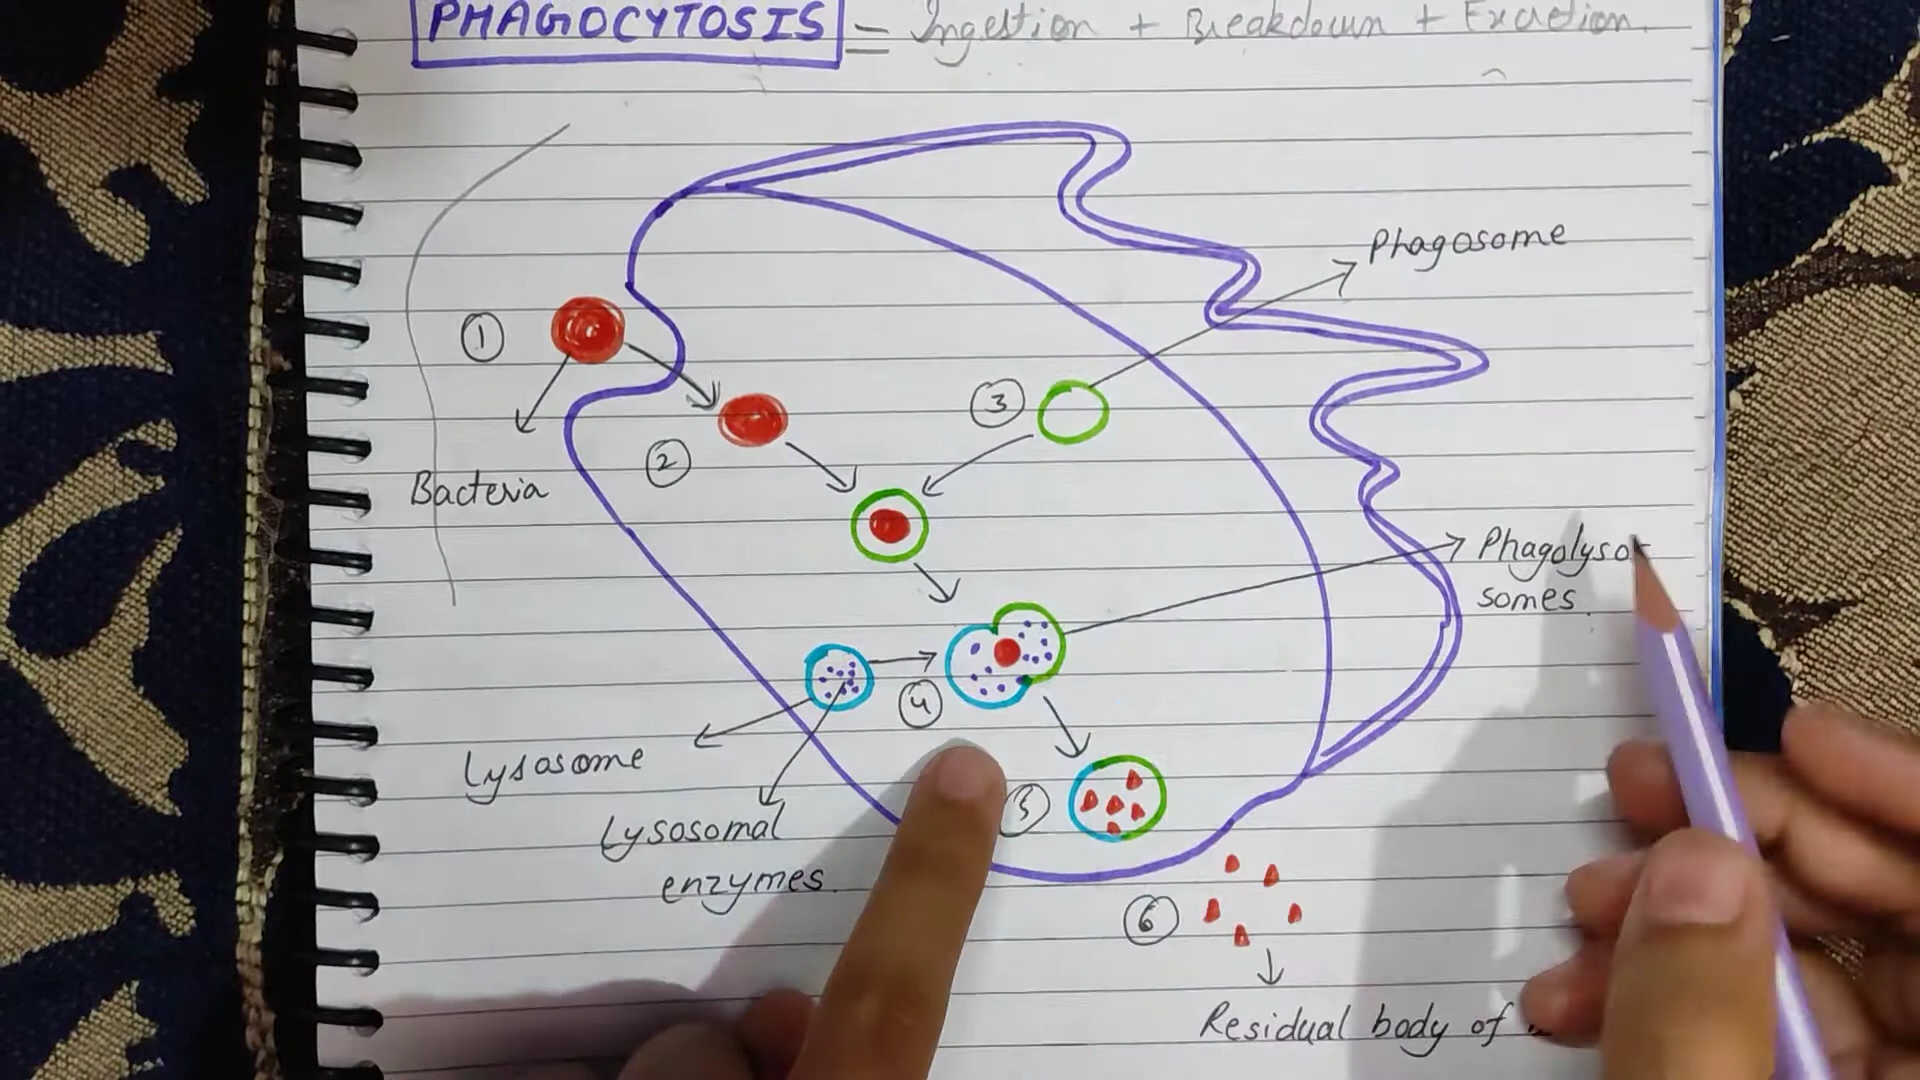 PHAGOCYTOSIS = Ingestion + Breakdown + Excretion.
Phagosome
1
3
2
Bacteria
Phagolyso-
somes.
4
Lysosome
5
Lysosomal
enzymes.
6
Residual body of